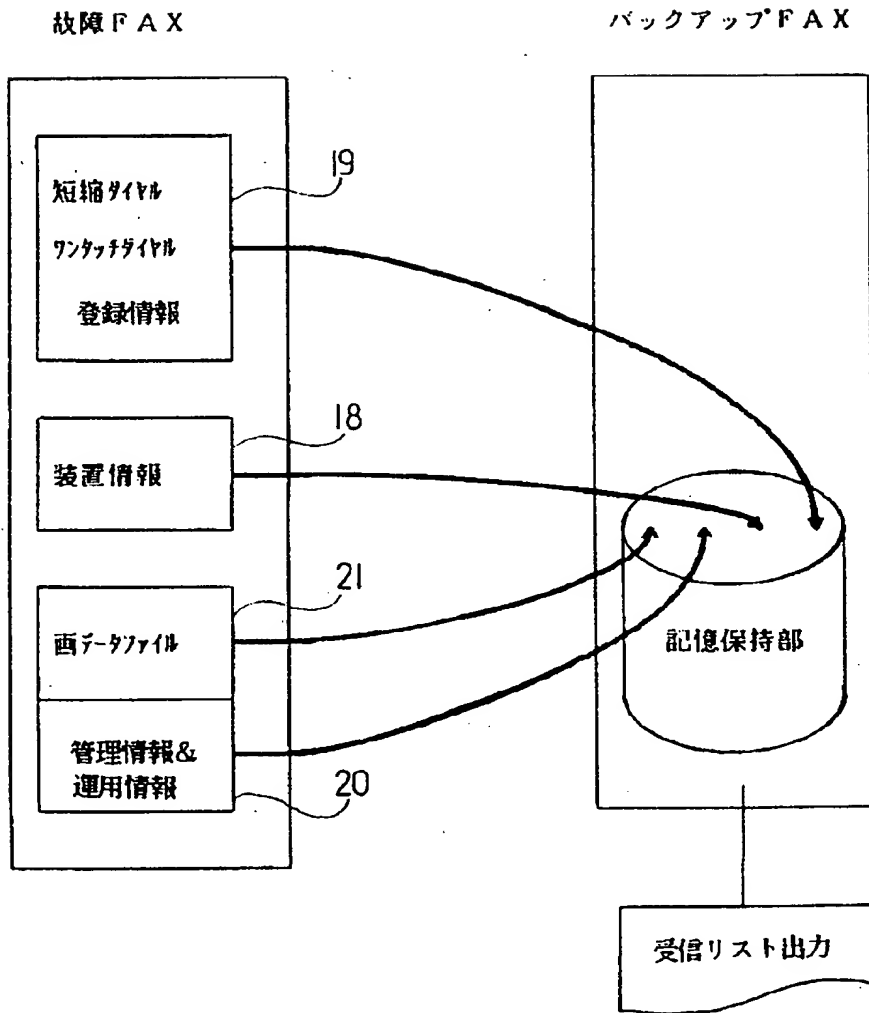 故障FAX
バックアップFAX
短縮ダイヤル
ワンタッチダイヤル
登録情報
19
装置情報
18
画データファイル
21
管理情報&
運用情報
20
記憶保持部
受信リスト出力